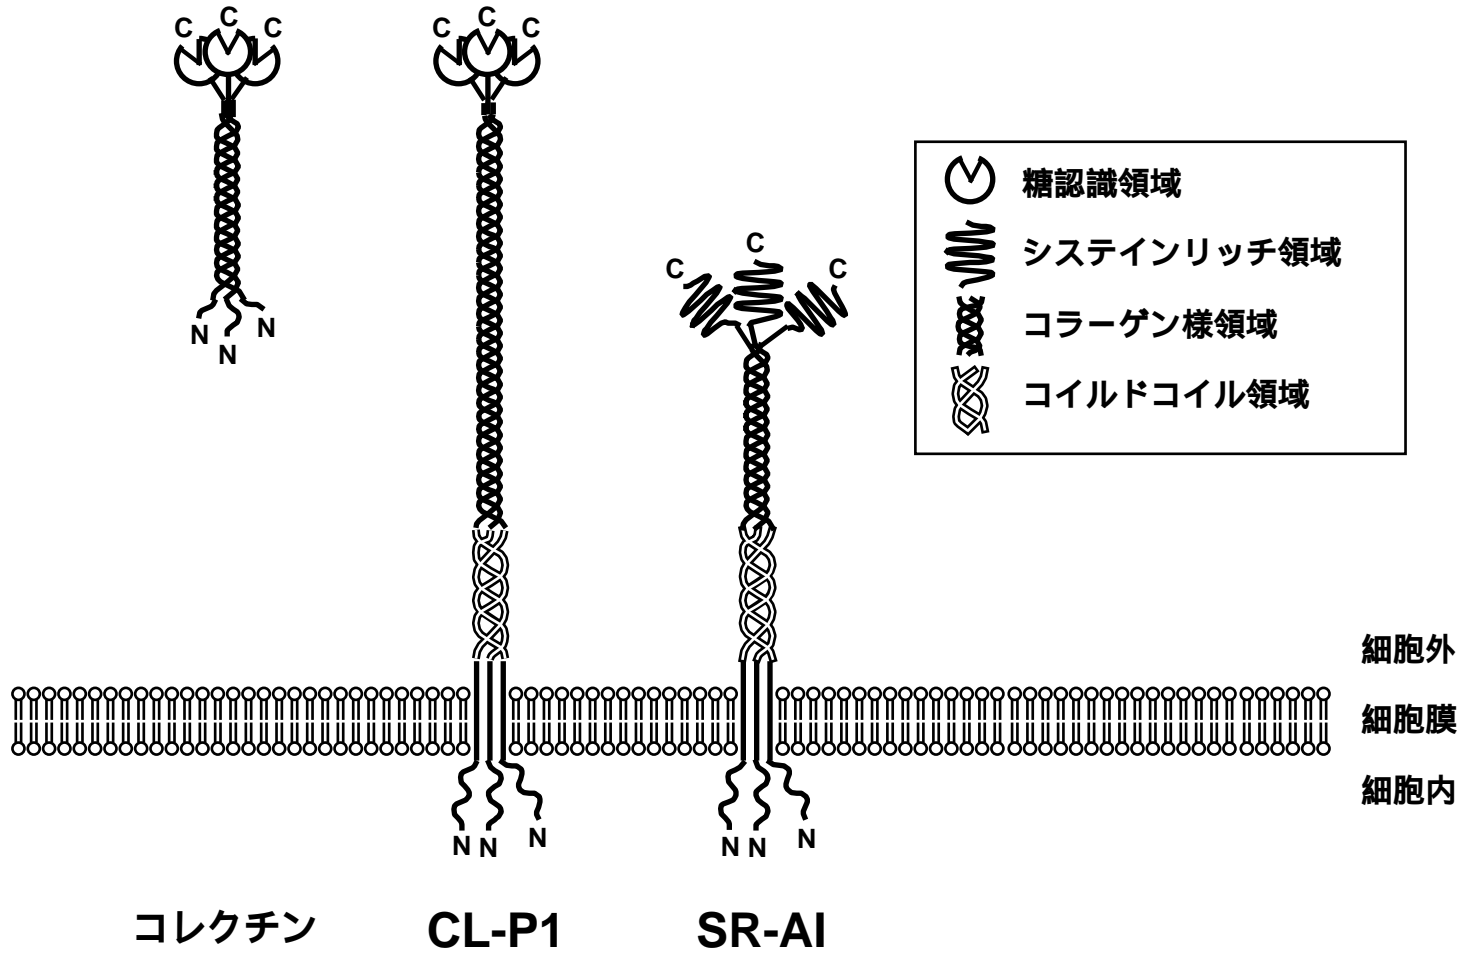 C C C
C C C
糖認識領域
システインリッチ領域
コラーゲン様領域
コイルドコイル領域
C C C
N N N
細胞外
細胞膜
細胞内
N N N
N N N
コレクチン CL-P1 SR-AI